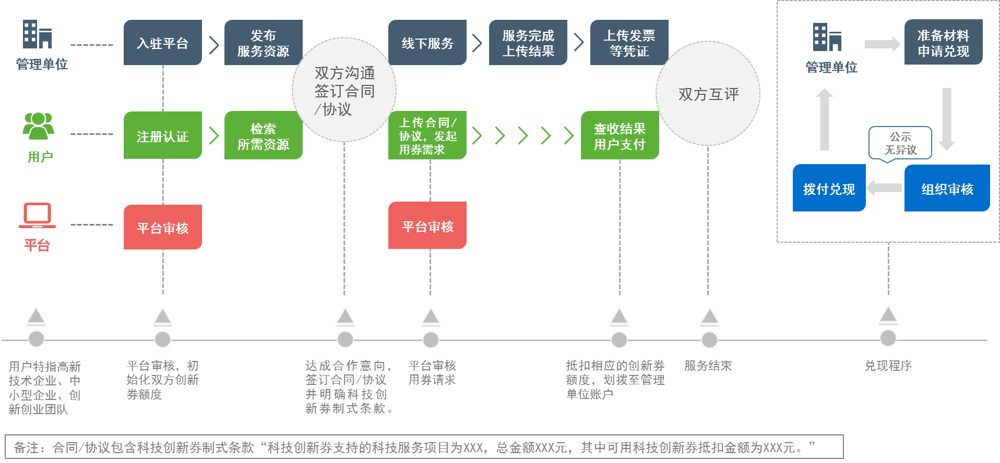 管理单位
入驻平台
发布
服务资源
双方沟通
签订合同
/协议
线下服务
服务完成
上传结果
上传发票
等凭证
双方互评
用户
注册认证
检索
所需资源
上传合同/
协议，发起
用券需求
查收结果
用户支付
平台
平台审核
平台审核
管理单位
准备材料
申请兑现
公示
无异议
拨付兑现
组织审核
用户特指高新
技术企业、中
小型企业、创
新创业团队
平台审核，初
始化双方创新
券额度
达成合作意向，
签订合同/协议
并明确科技创
新券制式条款。
平台审核
用券请求
抵扣相应的创新券
额度，划拨至管理
单位账户
服务结束
兑现程序
备注：合同/协议包含科技创新券制式条款“科技创新券支持的科技服务项目为XXX，总金额XXX元，其中可用科技创新券抵扣金额为XXX元。”